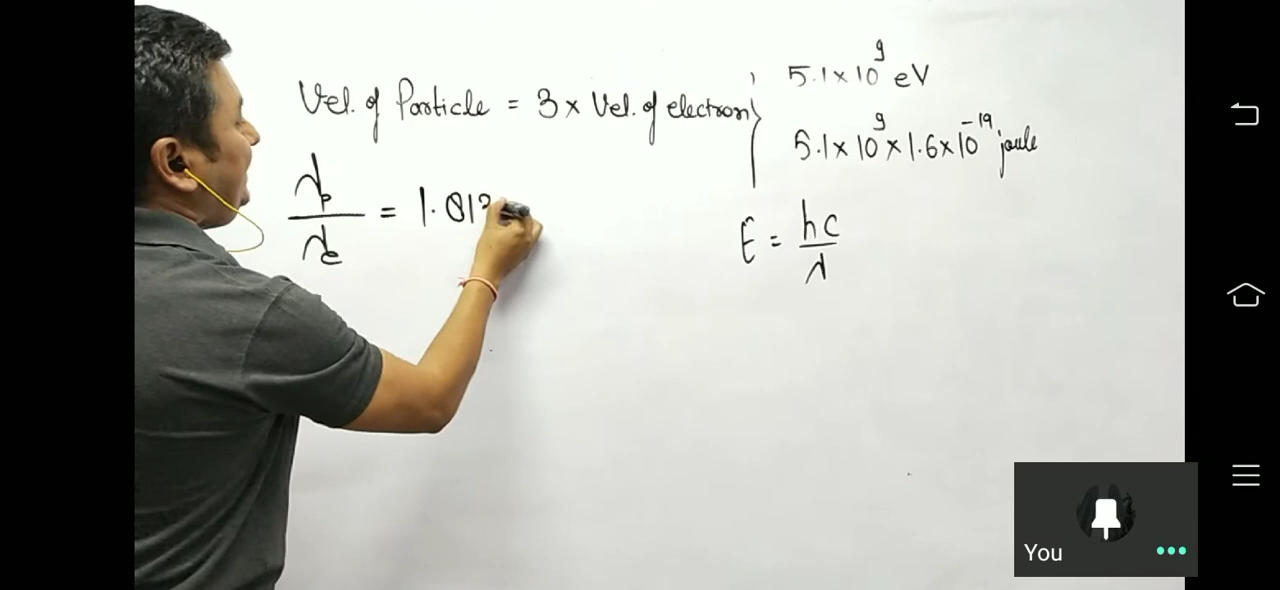 Vel. of Particle = 3 x Vel. of electron
λp
λe
= 1.813
5.1 x 10^9 eV
5.1 x 10^9 x 1.6 x 10^-19 joule
E = hc
λ
You